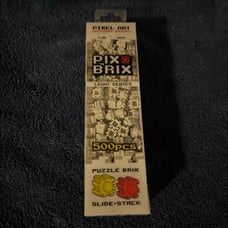 PIXEL ART
PIX
BRIX
LIGHT SERIES
500pcs
PUZZLE BRIX
SLIDE+STACK